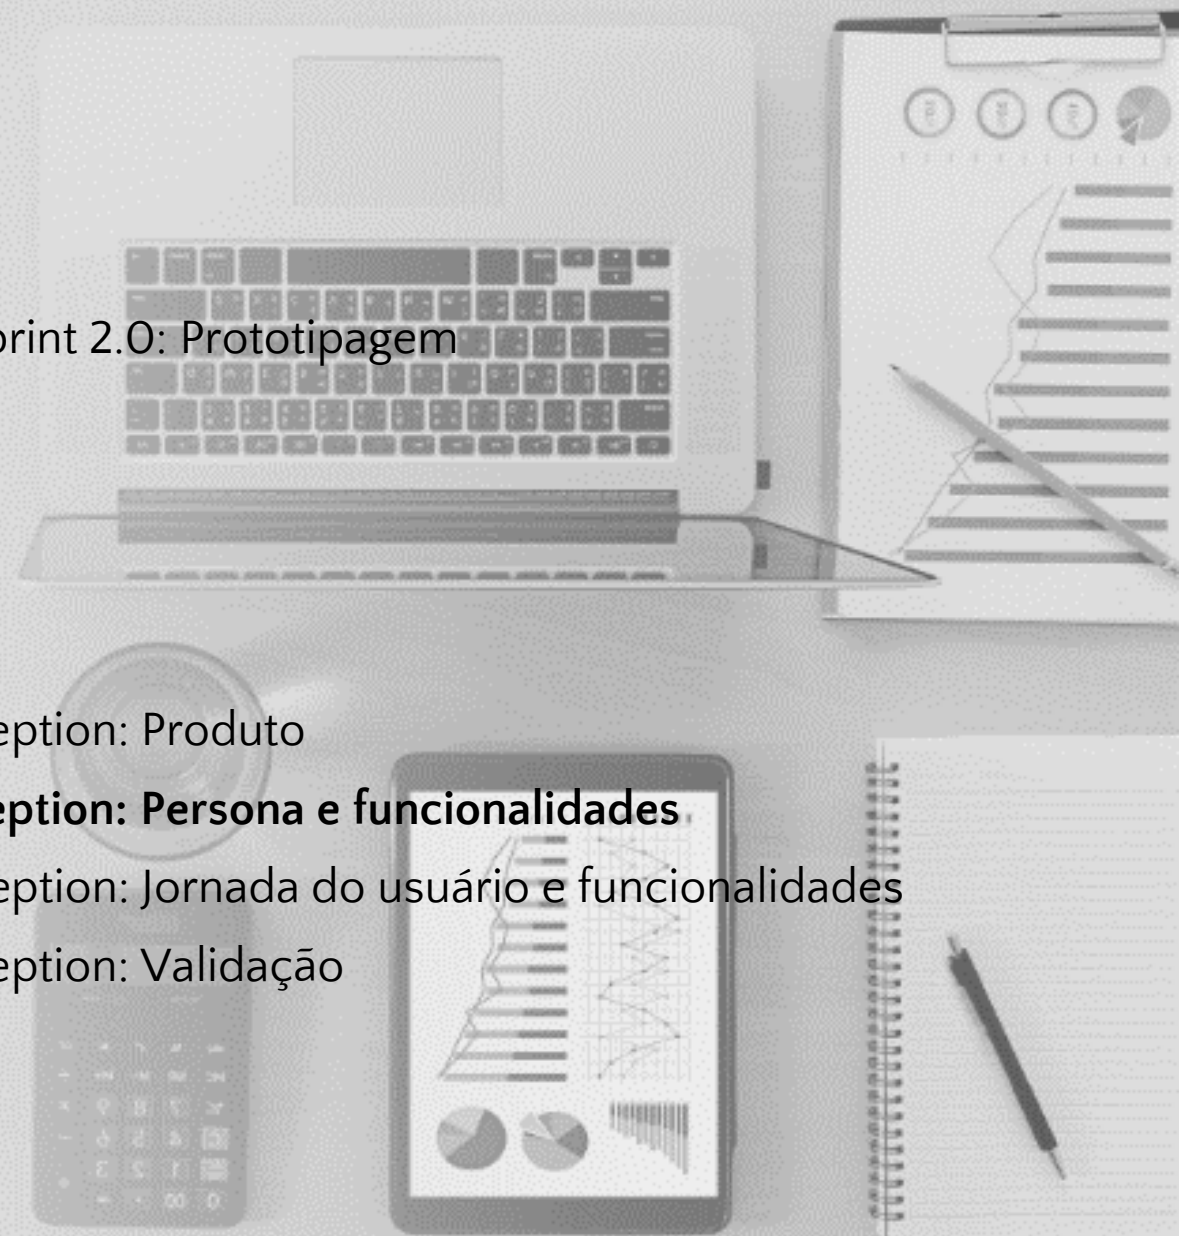 print 2.0: Prototipagem
eption: Produto
eption: Persona e funcionalidades
eption: Jornada do usuário e funcionalidades
eption: Validação